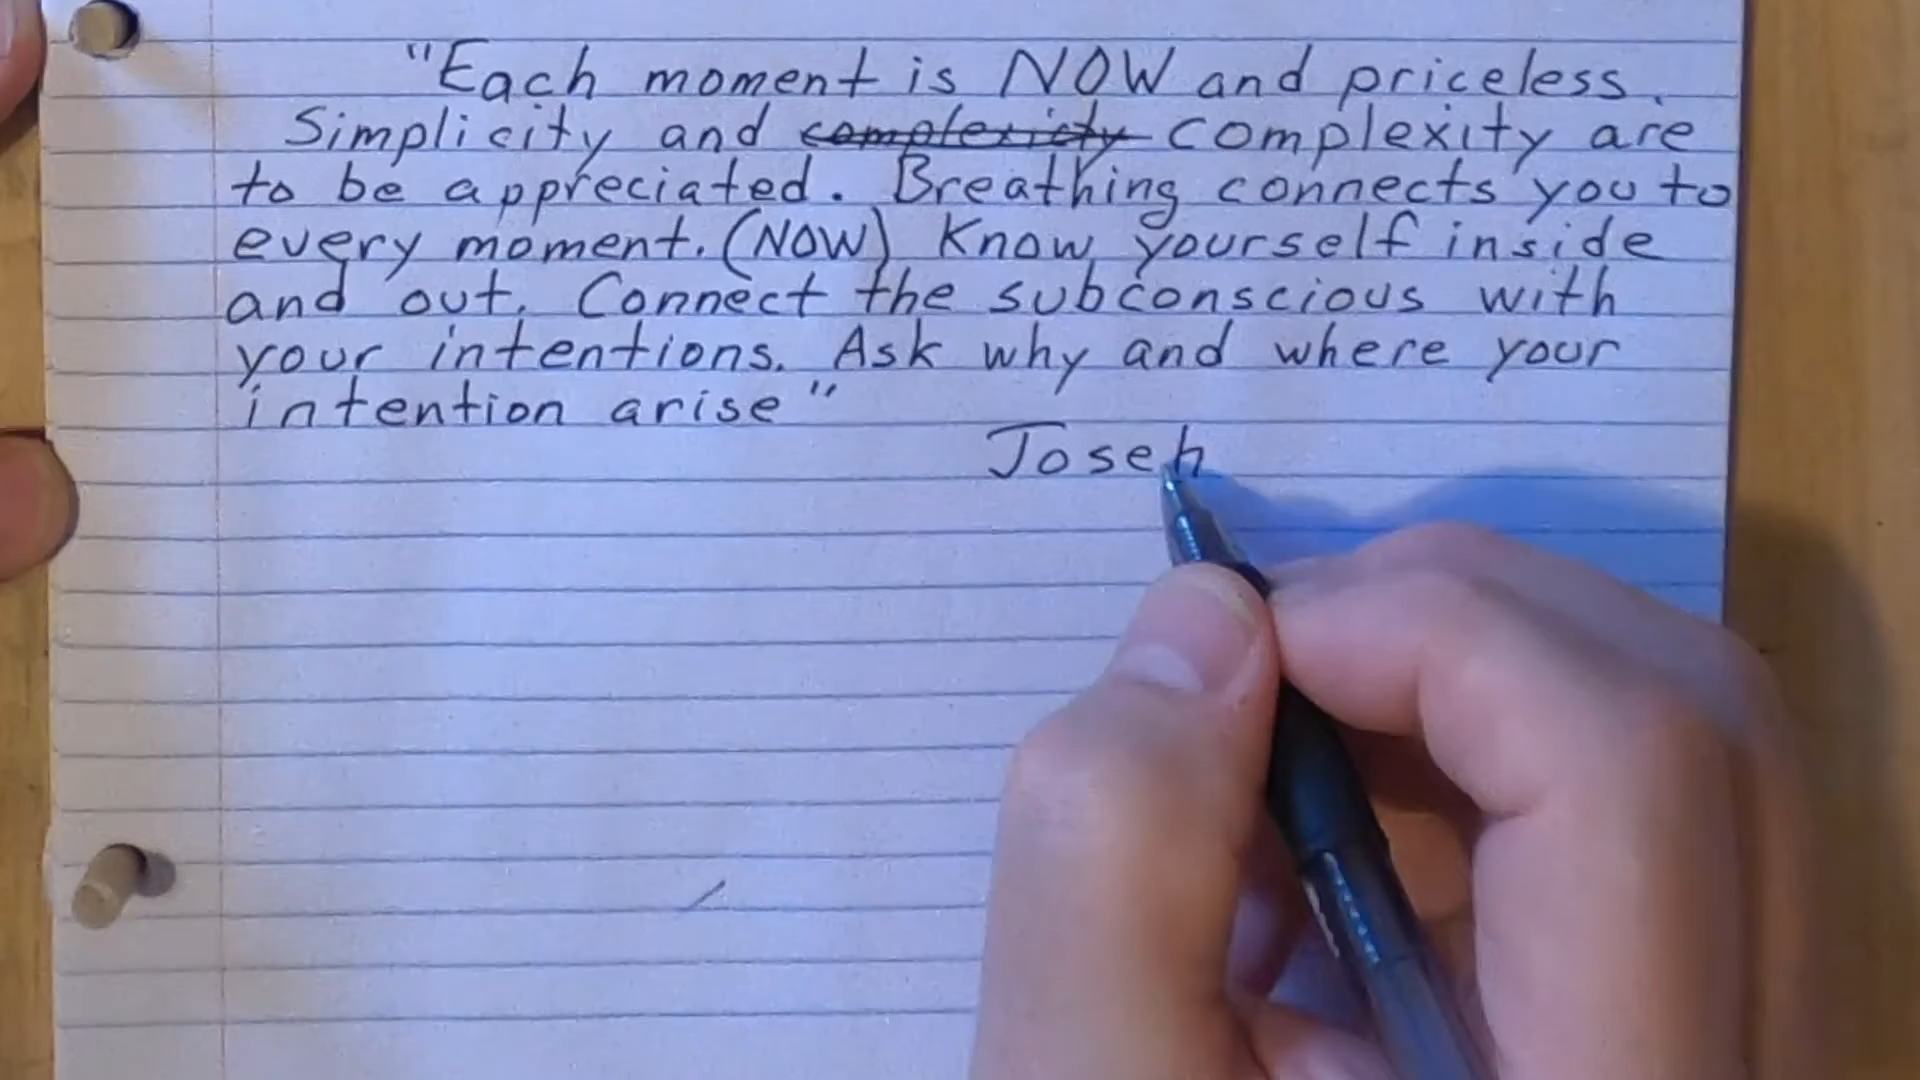 "Each moment is NOW and priceless.
Simplicity and complexicty complexity are
to be appreciated. Breathing connects you to
every moment. (NOW) Know yourself inside
and out. Connect the subconscious with
your intentions. Ask why and where your
intention arise"
Joseh